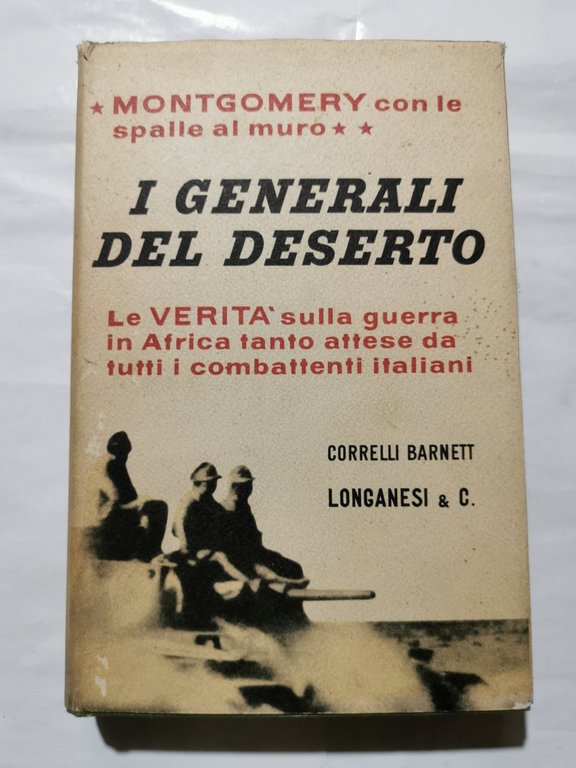 ★ MONTGOMERY con le
spalle al muro ★ ★
I GENERALI
DEL DESERTO
Le VERITÀ sulla guerra
in Africa tanto attese da
tutti i combattenti italiani
CORRELLI BARNETT
LONGANESI & C.